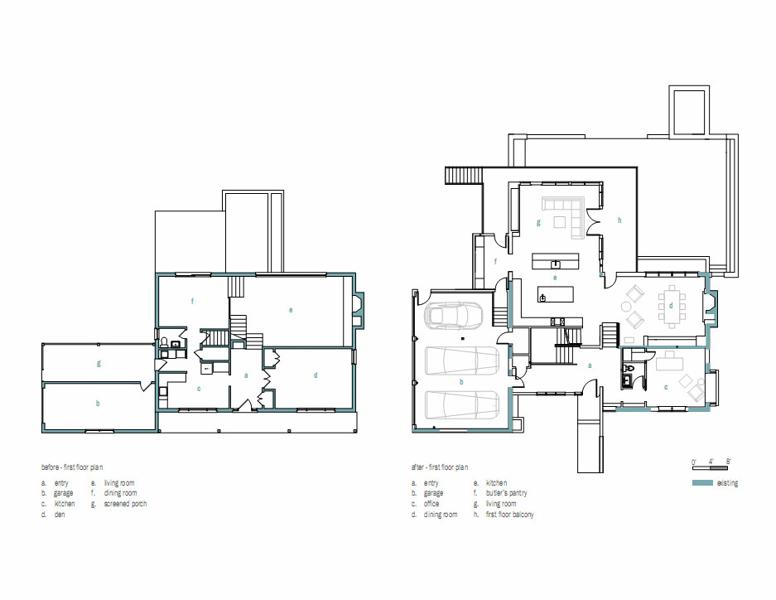 f
e
g
c
a
d
b
g
h
f
e
d
a
c
b
before - first floor plan
a. entry e. living room
b. garage f. dining room
c. kitchen g. screened porch
d. den
after - first floor plan
a. entry e. kitchen
b. garage f. butler's pantry
c. office g. living room
d. dining room h. first floor balcony
0' 4' 8'
existing